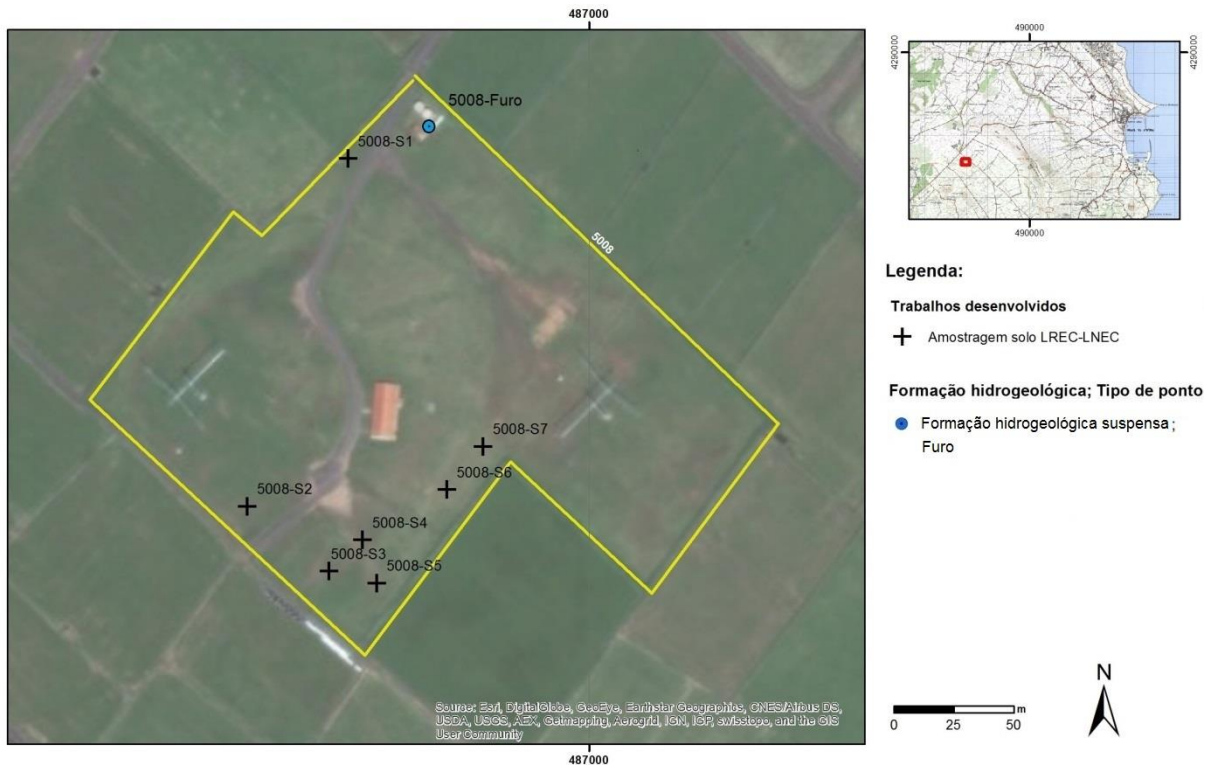 487000
5008-Furo
5008-S1
5008
5008-S7
5008-S6
5008-S2
5008-S4
5008-S3
5008-S5
Source: Esri, DigitalGlobe, GeoEye, Earthstar Geographics, CNES/Airbus DS,
USDA, USGS, AEX, Getmapping, Aerogrid, IGN, IGP, swisstopo, and the GIS
User Community
487000
490000
4290000
4290000
490000
Legenda:
Trabalhos desenvolvidos
Amostragem solo LREC-LNEC
Formação hidrogeológica; Tipo de ponto
Formação hidrogeológica suspensa;
Furo
N
m
0 25 50